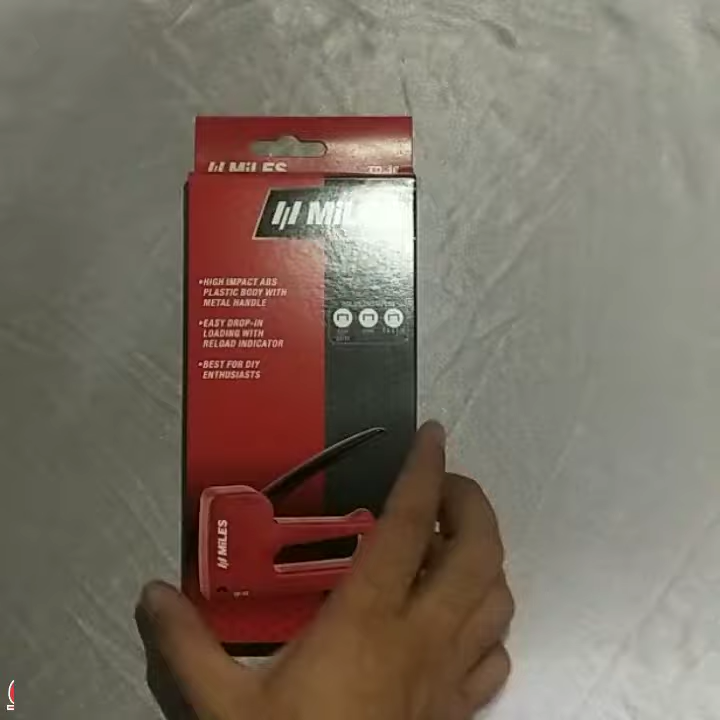 MiLES
MiLES
•HIGH IMPACT ABS
PLASTIC BODY WITH
METAL HANDLE
•EASY DROP-IN
LOADING WITH
RELOAD INDICATOR
•BEST FOR DIY
ENTHUSIASTS
MiLES